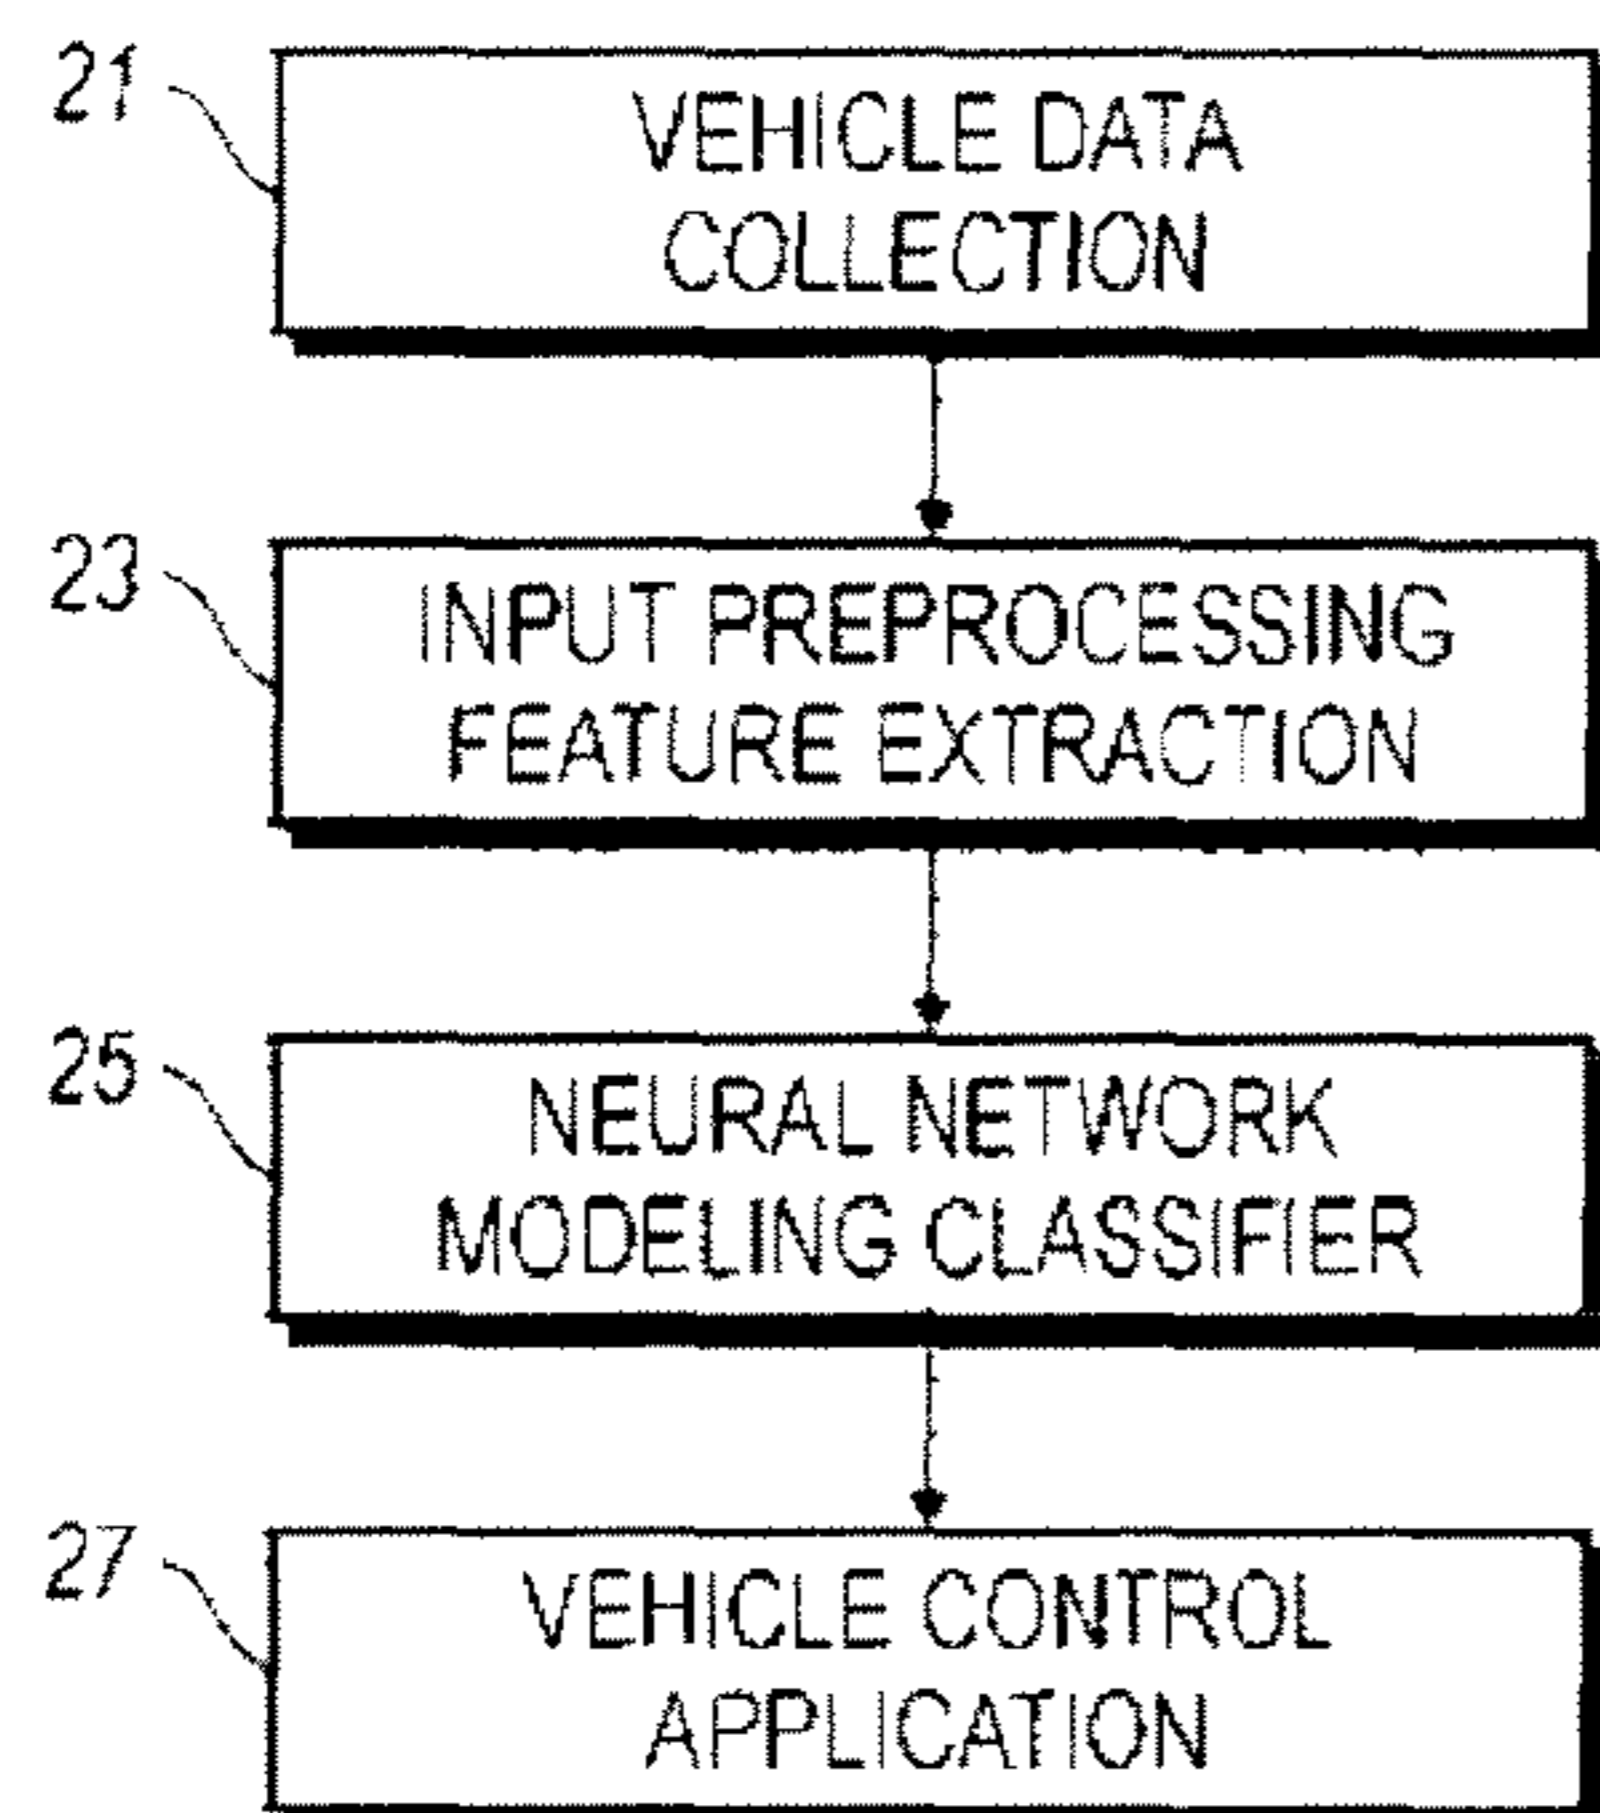 21
VEHICLE DATA
COLLECTION
23
INPUT PREPROCESSING
FEATURE EXTRACTION
25
NEURAL NETWORK
MODELING CLASSIFIER
27
VEHICLE CONTROL
APPLICATION